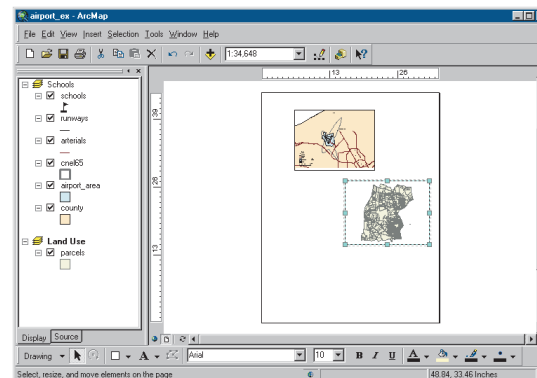 airport_ex - ArcMap
File Edit View Insert Selection Tools Window Help
1:34,648
13 26
Schools
schools
runways
arterials
cnel65
airport_area
county
Land Use
parcels
39
26
13
Display Source
Drawing A Arial 10 B I U A
Select, resize, and move elements on the page 48.84, 33.46 Inches